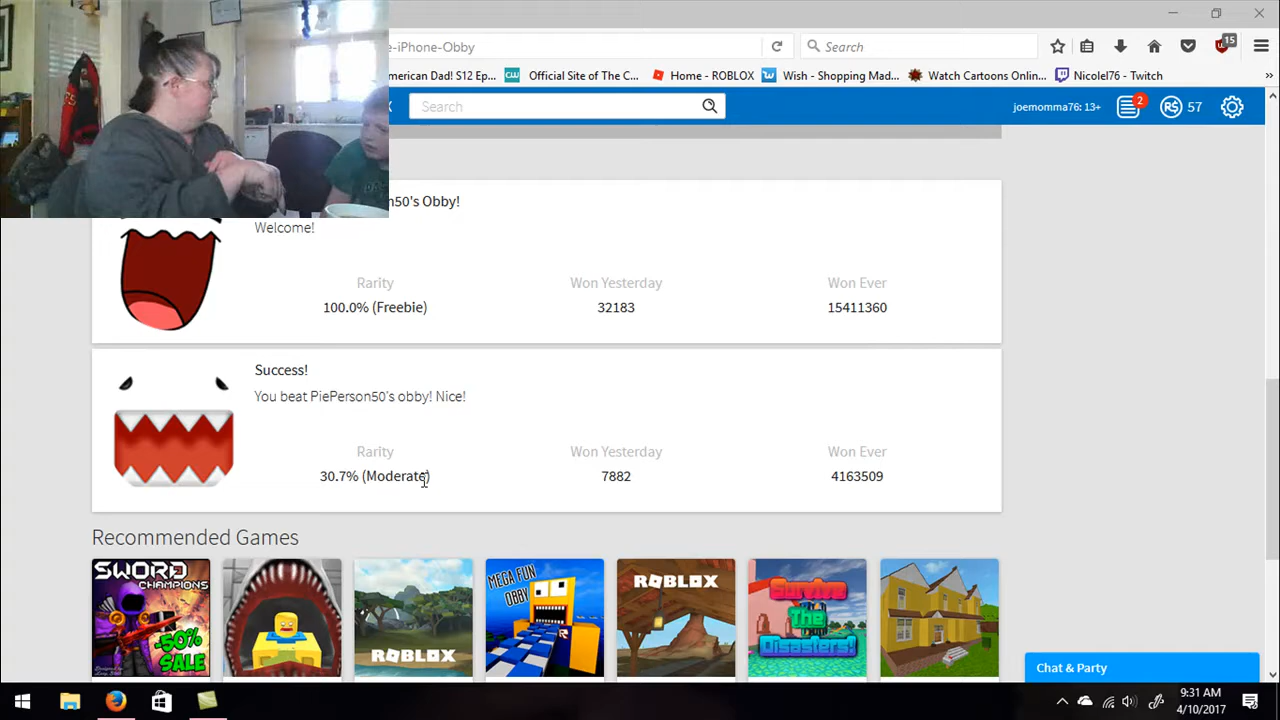 e-iPhone-Obby
Search
15
merican Dad! S12 Ep...
Official Site of The C...
Home - ROBLOX
Wish - Shopping Mad...
Watch Cartoons Onlin...
Nicolel76 - Twitch
»
X
Search
joemomma76: 13+
2
R$ 57
on50's Obby!
Welcome!
Rarity
Won Yesterday
Won Ever
100.0% (Freebie)
32183
15411360
Success!
You beat PiePerson50's obby! Nice!
Rarity
Won Yesterday
Won Ever
30.7% (Moderate)
7882
4163509
Recommended Games
SWORD
CHAMPIONS
-50%
SALE
ROBLOX
MEGA FUN
OBBY
ROBLOX
Survive
The
Disasters!
Chat & Party
9:31 AM
4/10/2017